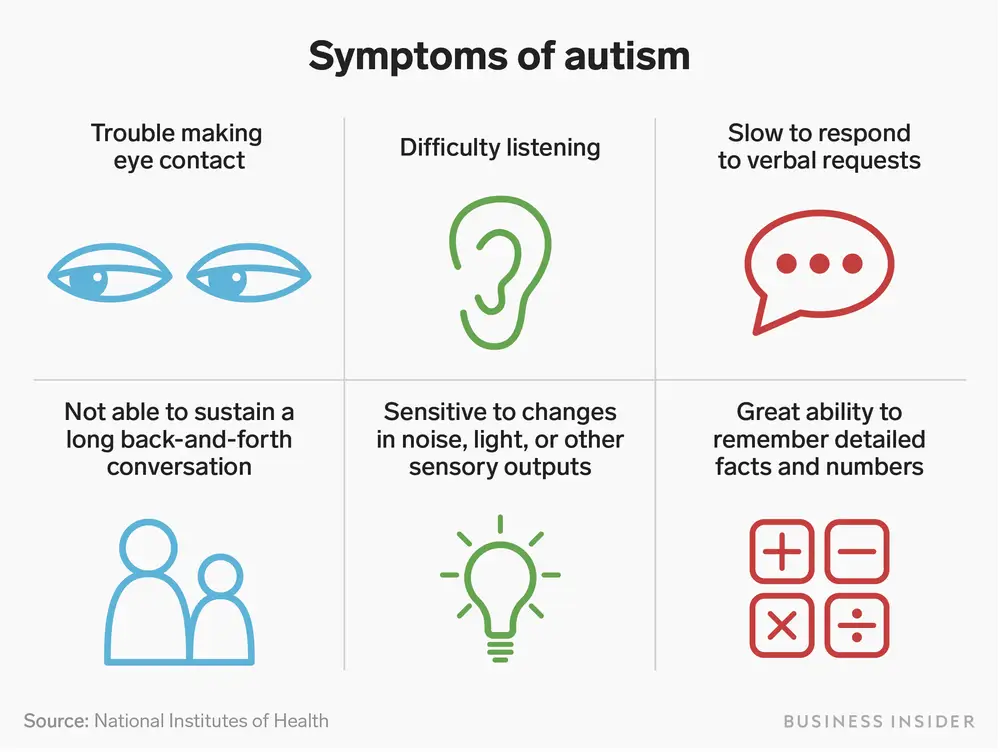 Symptoms of autism
Trouble making
eye contact
Difficulty listening
Slow to respond
to verbal requests
Not able to sustain a
long back-and-forth
conversation
Sensitive to changes
in noise, light, or other
sensory outputs
Great ability to
remember detailed
facts and numbers
Source: National Institutes of Health
BUSINESS INSIDER